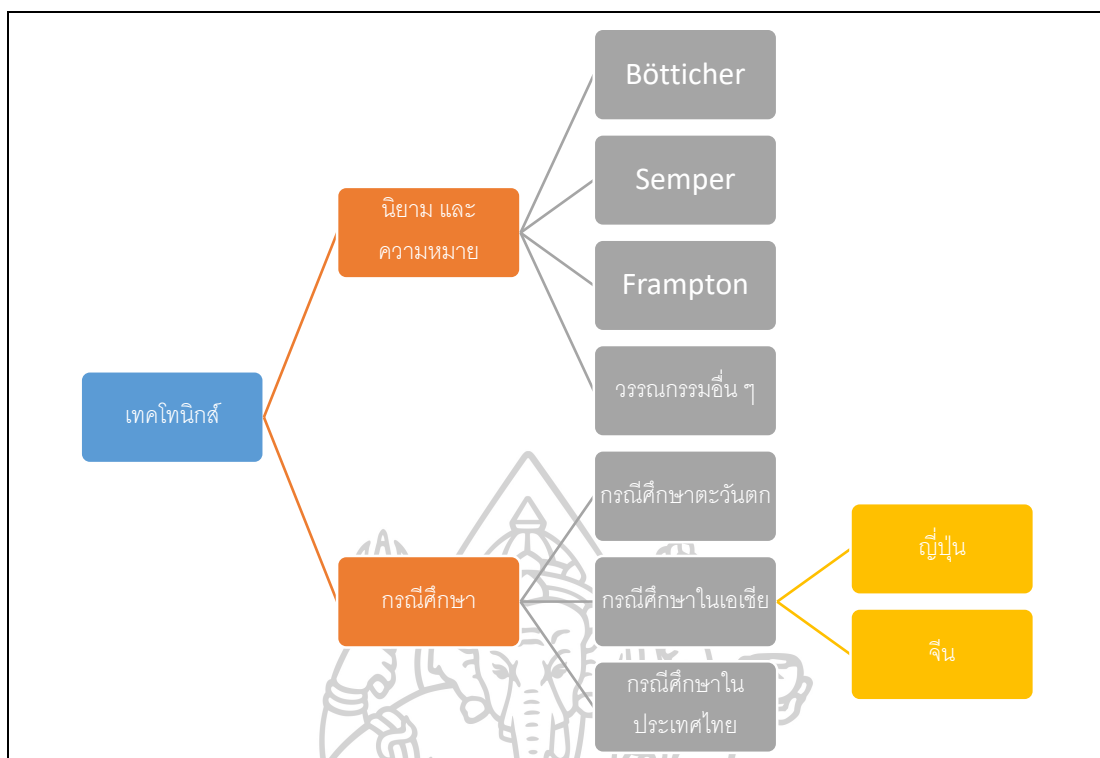 เทคโทนิกส์
นิยาม และ
ความหมาย
Bötticher
Semper
Frampton
วรรณกรรมอื่น ๆ
กรณีศึกษา
กรณีศึกษาตะวันตก
กรณีศึกษาในเอเชีย
ญี่ปุ่น
จีน
กรณีศึกษาใน
ประเทศไทย